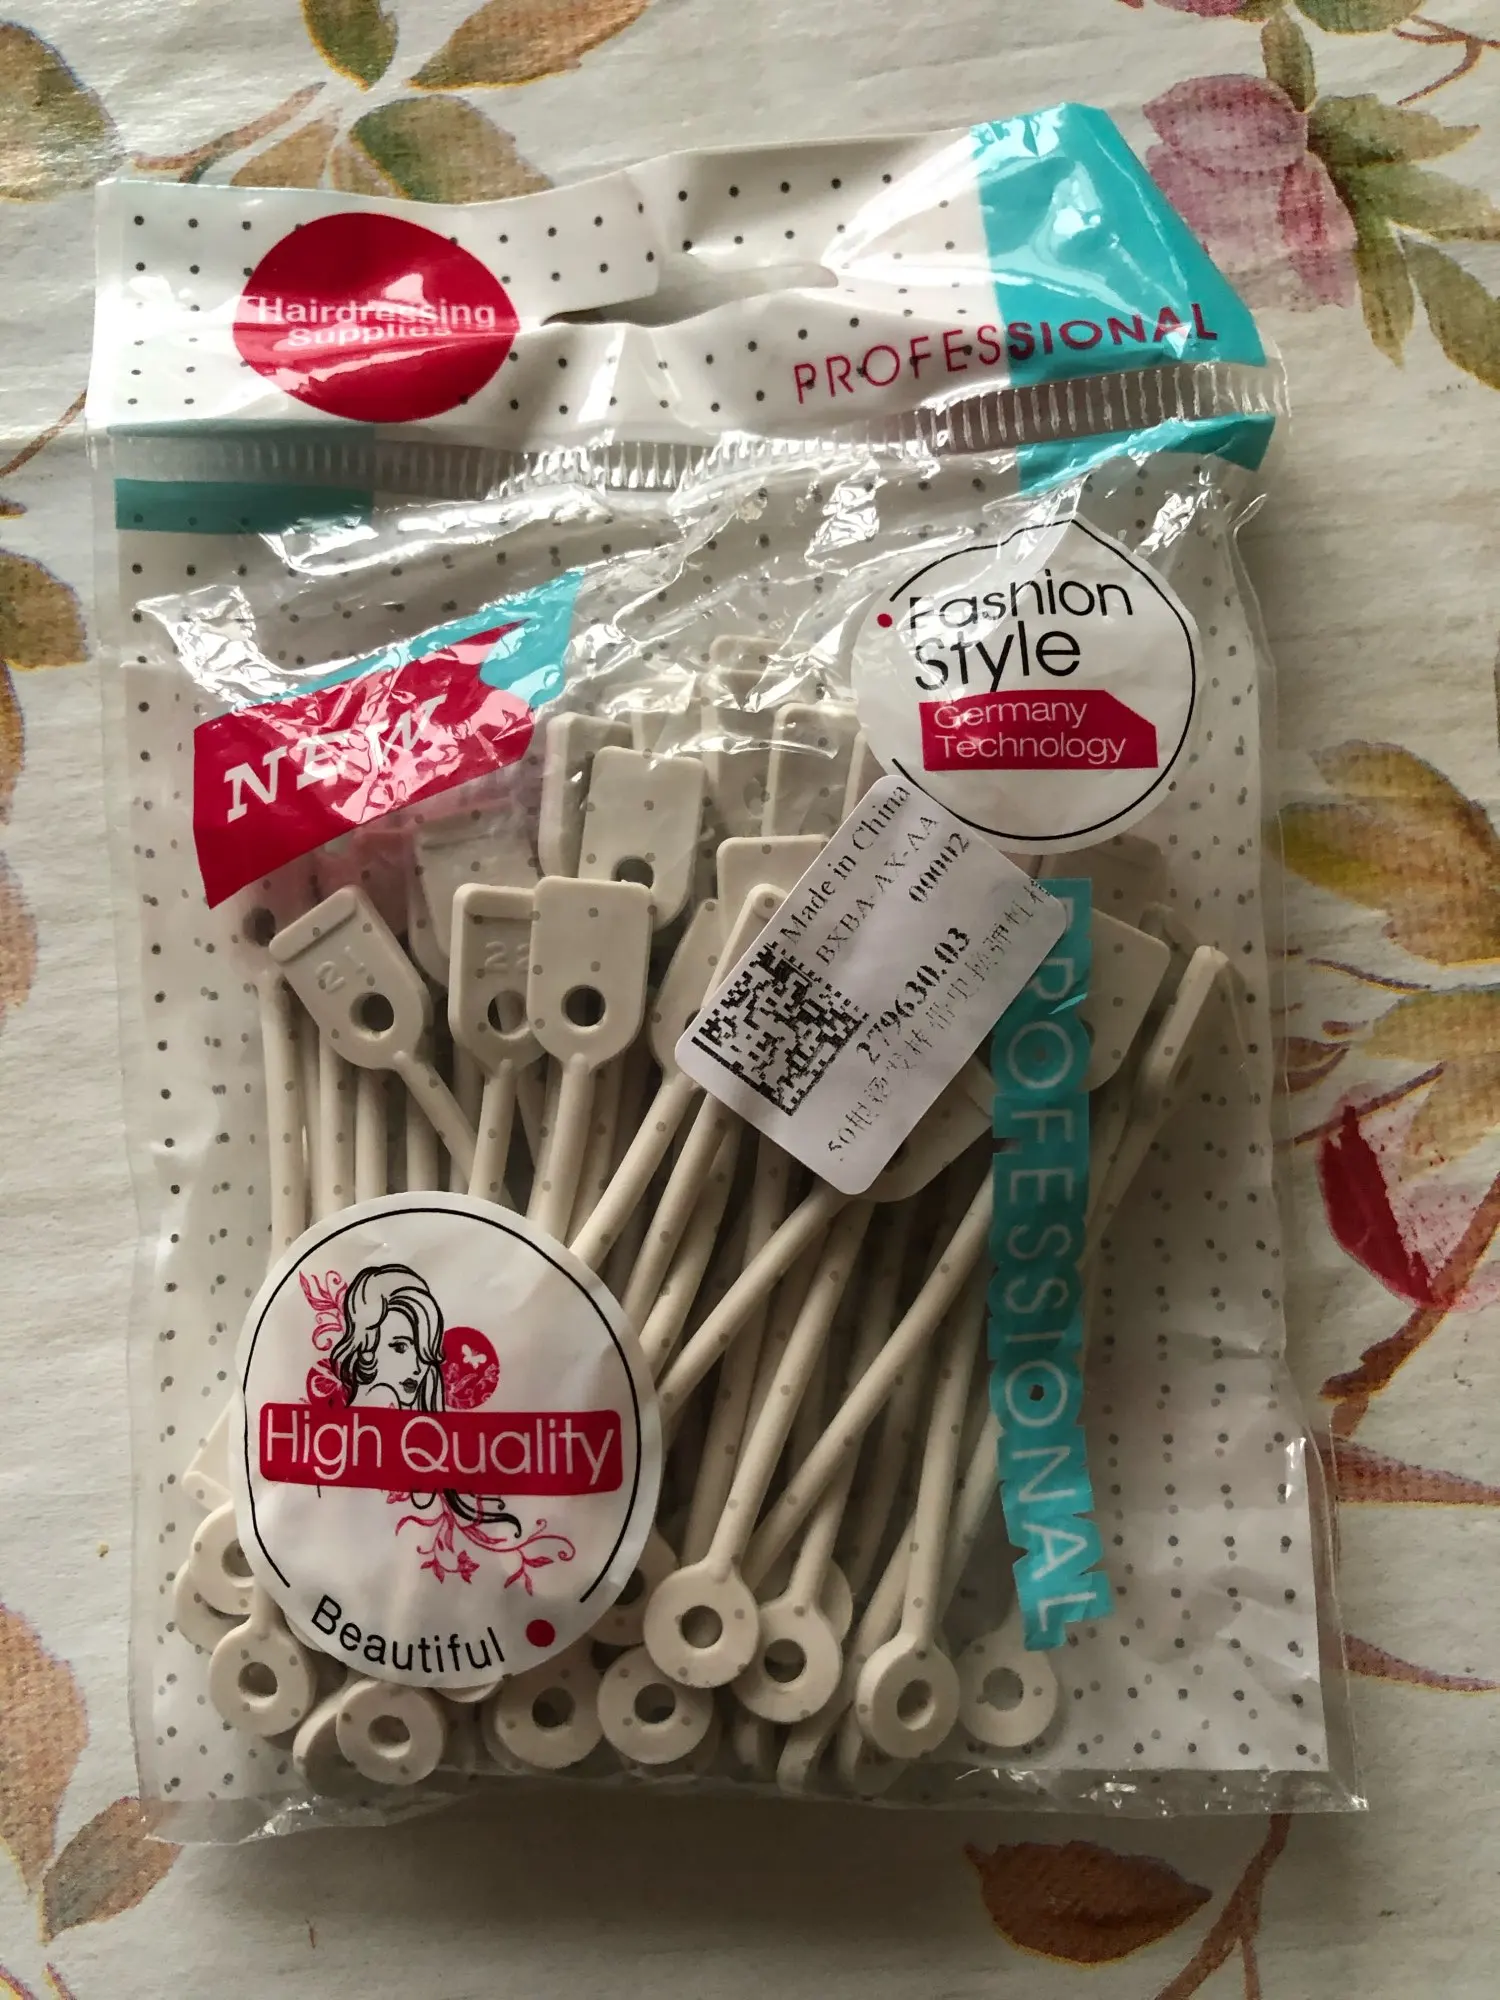 Hairdressing
Supplies
PROFESSIONAL
Fashion
Style
Germany
Technology
NEW
Made in China
BXBA-AX-AA
00002
279630.03
21
22
PROFESSIONAL
High Quality
Beautiful